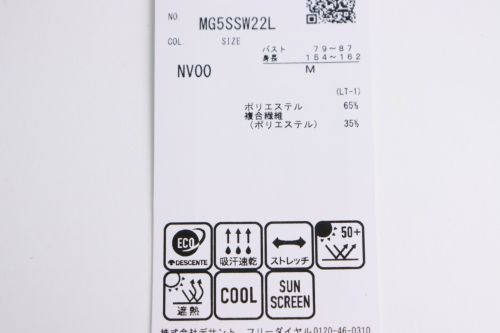 NO MG5SSW22L
COL. SIZE
バスト 79～87
身長 154～162
NV00 M
(LT-1)
ポリエステル 65%
複合繊維
(ポリエステル) 35%
ECO
DESCENTE
吸汗速乾
ストレッチ
50+
遮熱
COOL
SUN
SCREEN
株式会社デサント フリーダイヤル0120-46-0310